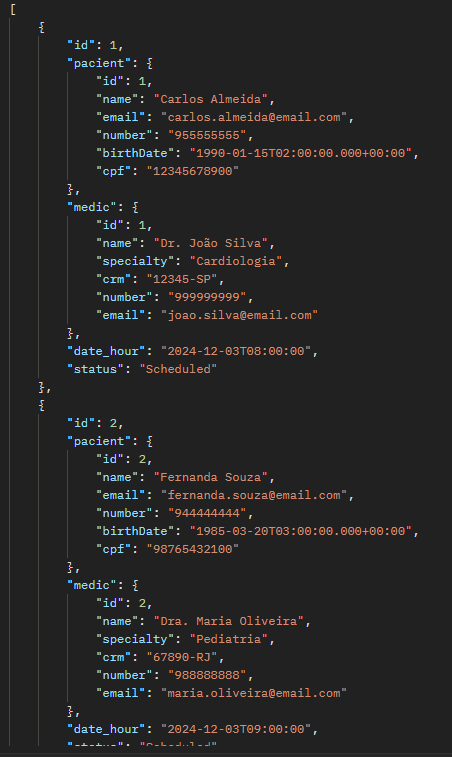 [
{
"id": 1,
"pacient": {
"id": 1,
"name": "Carlos Almeida",
"email": "carlos.almeida@email.com",
"number": "955555555",
"birthDate": "1990-01-15T02:00:00.000+00:00",
"cpf": "12345678900"
},
"medic": {
"id": 1,
"name": "Dr. João Silva",
"specialty": "Cardiologia",
"crm": "12345-SP",
"number": "999999999",
"email": "joao.silva@email.com"
},
"date_hour": "2024-12-03T08:00:00",
"status": "Scheduled"
},
{
"id": 2,
"pacient": {
"id": 2,
"name": "Fernanda Souza",
"email": "fernanda.souza@email.com",
"number": "944444444",
"birthDate": "1985-03-20T03:00:00.000+00:00",
"cpf": "98765432100"
},
"medic": {
"id": 2,
"name": "Dra. Maria Oliveira",
"specialty": "Pediatria",
"crm": "67890-RJ",
"number": "988888888",
"email": "maria.oliveira@email.com"
},
"date_hour": "2024-12-03T09:00:00",
"status": "Scheduled"